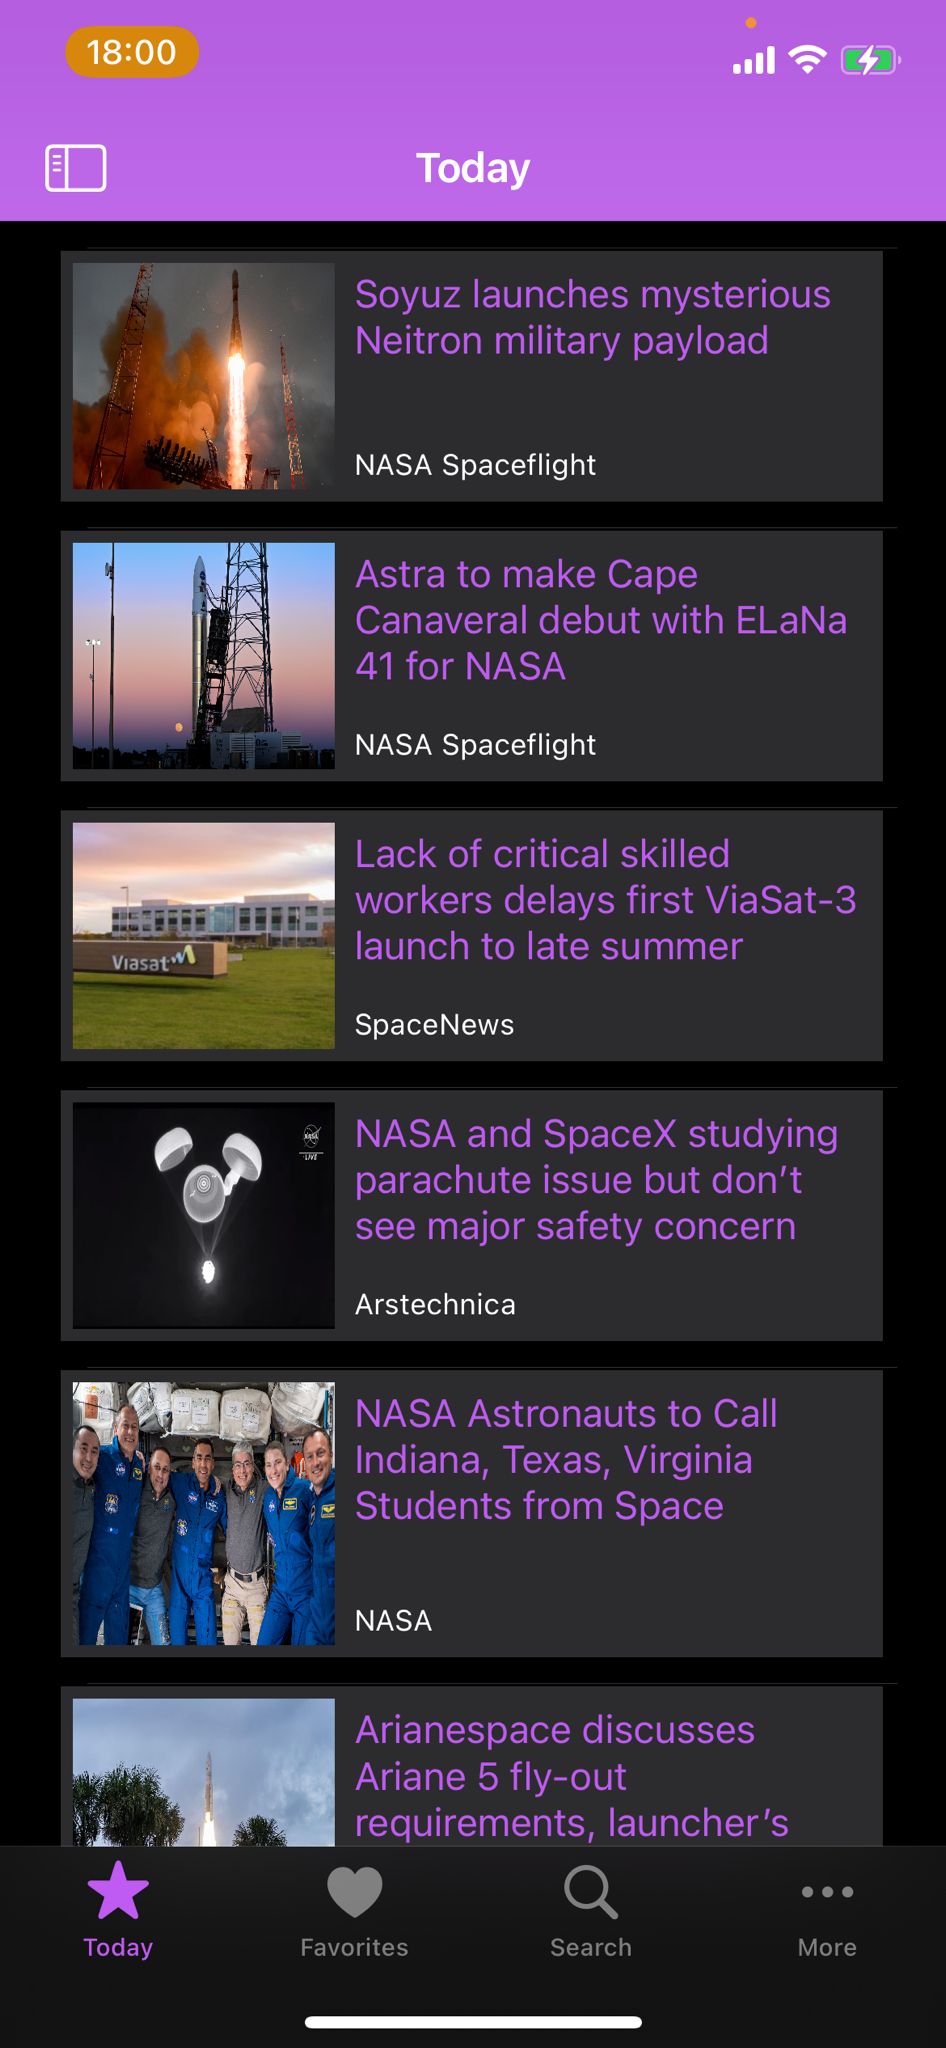 18:00
Today
Soyuz launches mysterious
Neitron military payload
NASA Spaceflight
Astra to make Cape
Canaveral debut with ELaNa
41 for NASA
NASA Spaceflight
Viasat
Lack of critical skilled
workers delays first ViaSat-3
launch to late summer
SpaceNews
NASA
LIVE
NASA and SpaceX studying
parachute issue but don’t
see major safety concern
Arstechnica
NASA Astronauts to Call
Indiana, Texas, Virginia
Students from Space
NASA
Arianespace discusses
Ariane 5 fly-out
requirements, launcher’s
Today
Favorites
Search
More